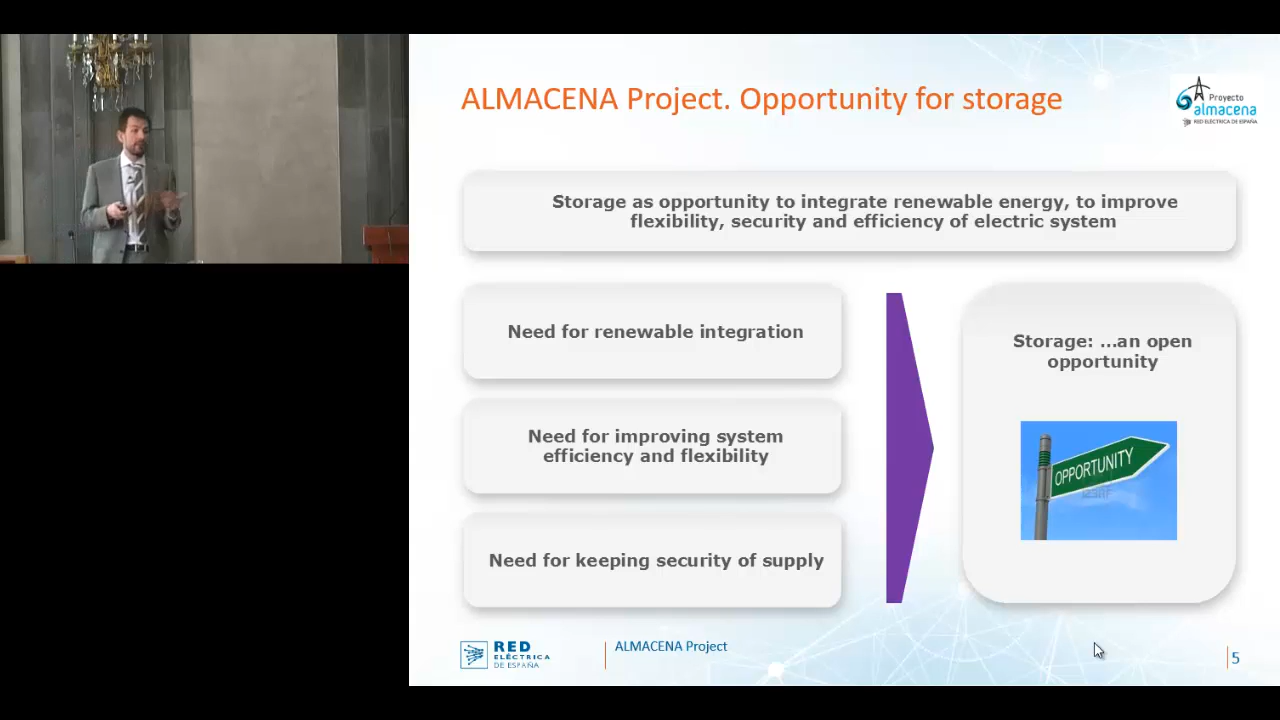 ALMACENA Project. Opportunity for storage
Proyecto
almacena
RED ELÉCTRICA DE ESPAÑA
Storage as opportunity to integrate renewable energy, to improve
flexibility, security and efficiency of electric system
Need for renewable integration
Need for improving system
efficiency and flexibility
Need for keeping security of supply
Storage: ...an open
opportunity
OPPORTUNITY
123RF
RED
ELÉCTRICA
DE ESPAÑA
ALMACENA Project
5